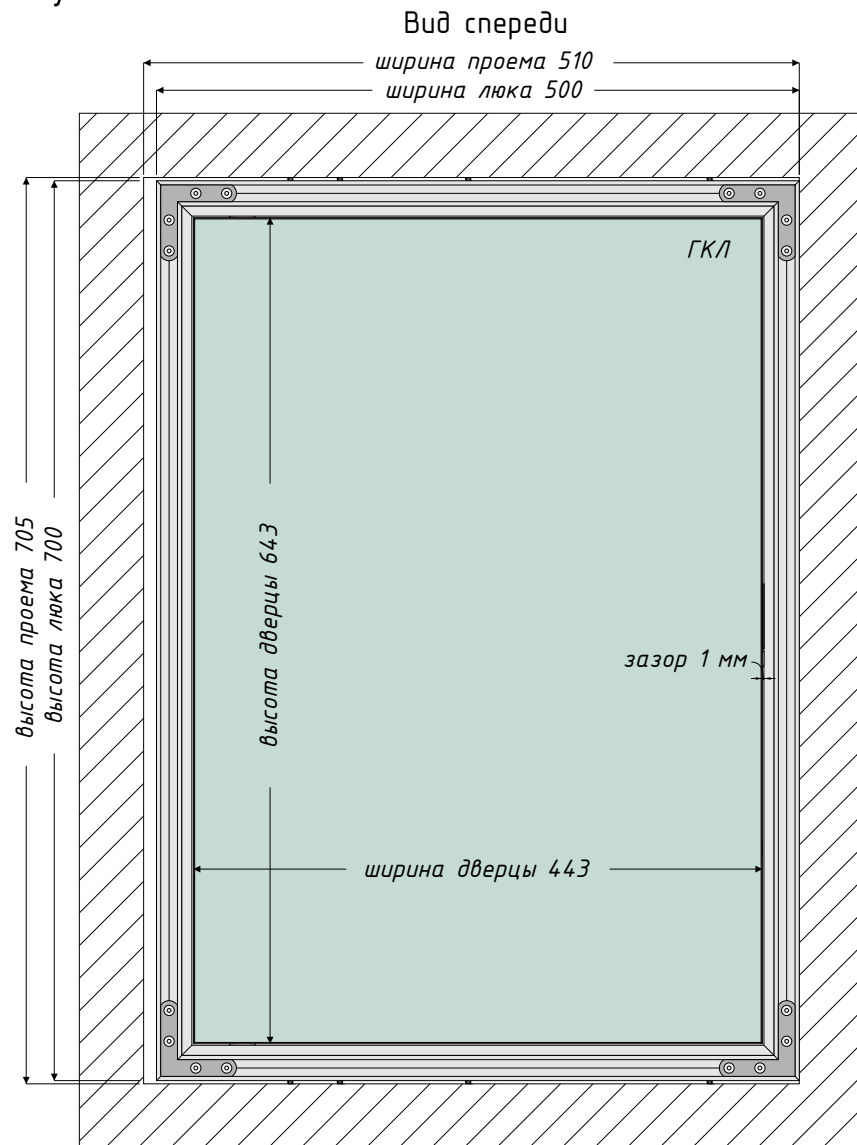 Вид спереди
ширина проема 510
ширина люка 500
ГКЛ
высота проема 705
высота люка 700
высота дверцы 643
зазор 1 мм
ширина дверцы 443